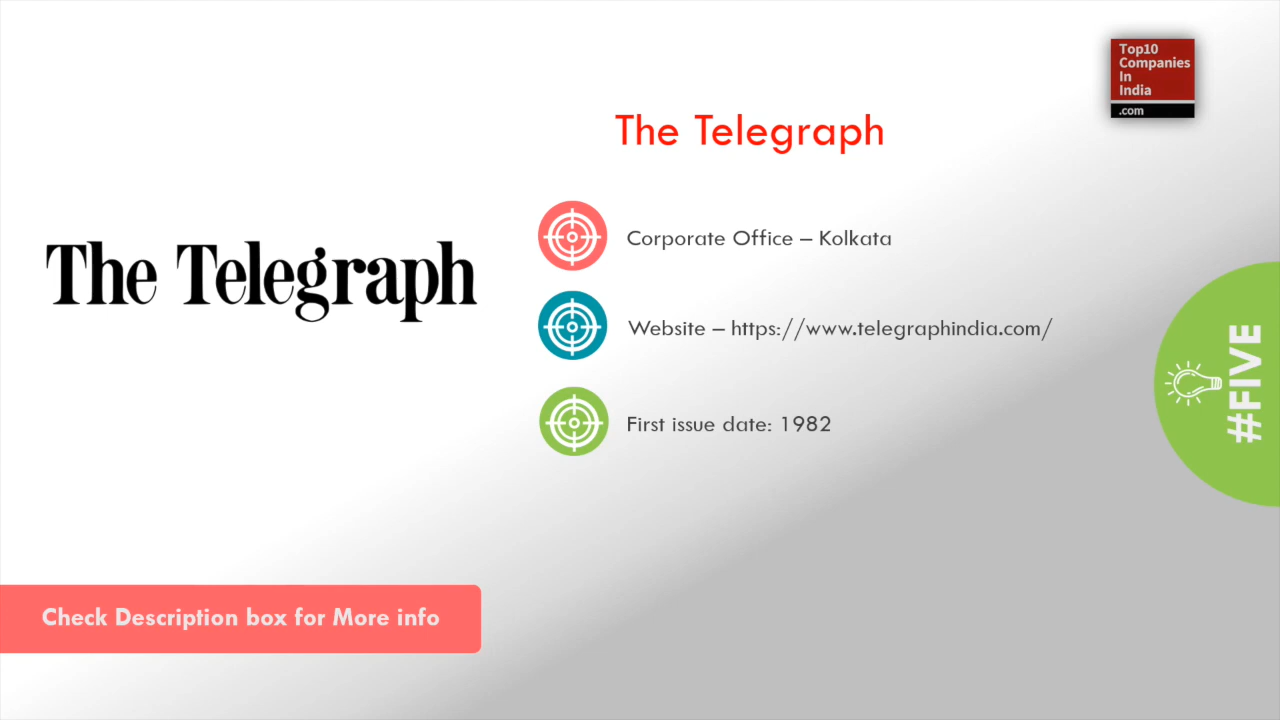 Top10
Companies
In
India
.com
The Telegraph
The Telegraph
Corporate Office – Kolkata
Website – https://www.telegraphindia.com/
First issue date: 1982
#FIVE
Check Description box for More info